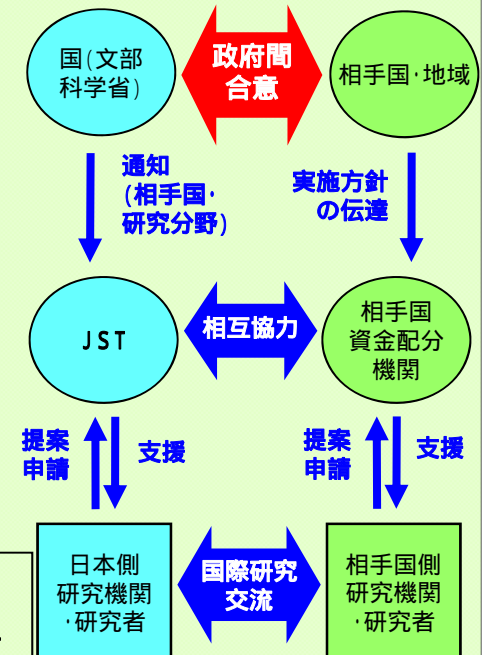 国(文部
科学省)
政府間
合意
相手国･地域
通知
(相手国･
研究分野)
実施方針
の伝達
JST
相互協力
相手国
資金配分
機関
提案
申請
支援
提案
申請
支援
日本側
研究機関
･研究者
国際研究
交流
相手国側
研究機関
･研究者